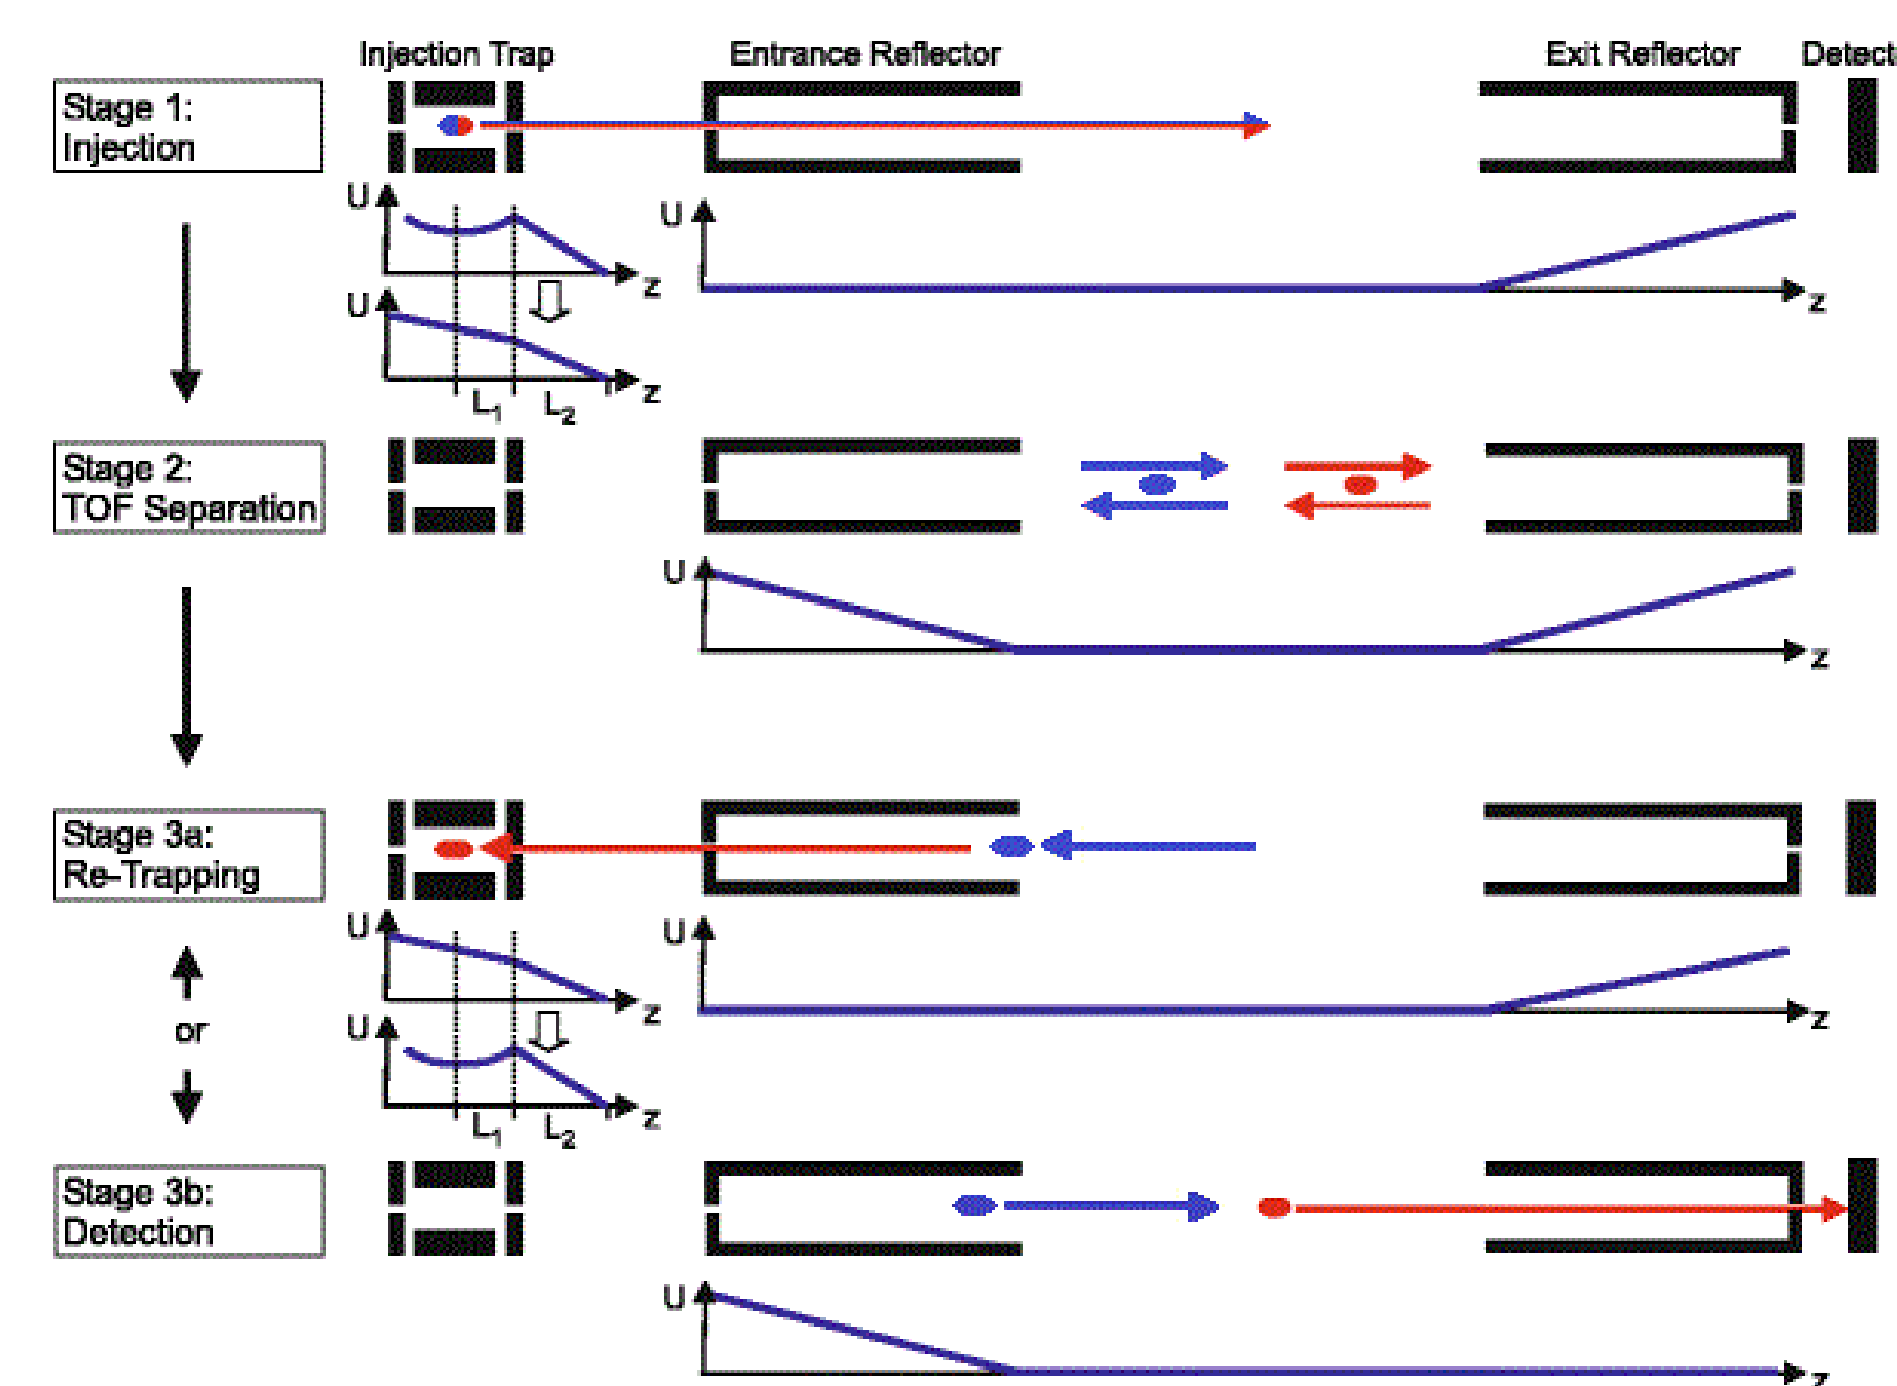 Injection Trap
Entrance Reflector
Exit Reflector
Detect
Stage 1:
Injection
U
z
U
z
U
z
L1
L2
Stage 2:
TOF Separation
U
z
Stage 3a:
Re-Trapping
U
z
U
z
or
U
z
L1
L2
Stage 3b:
Detection
U
z